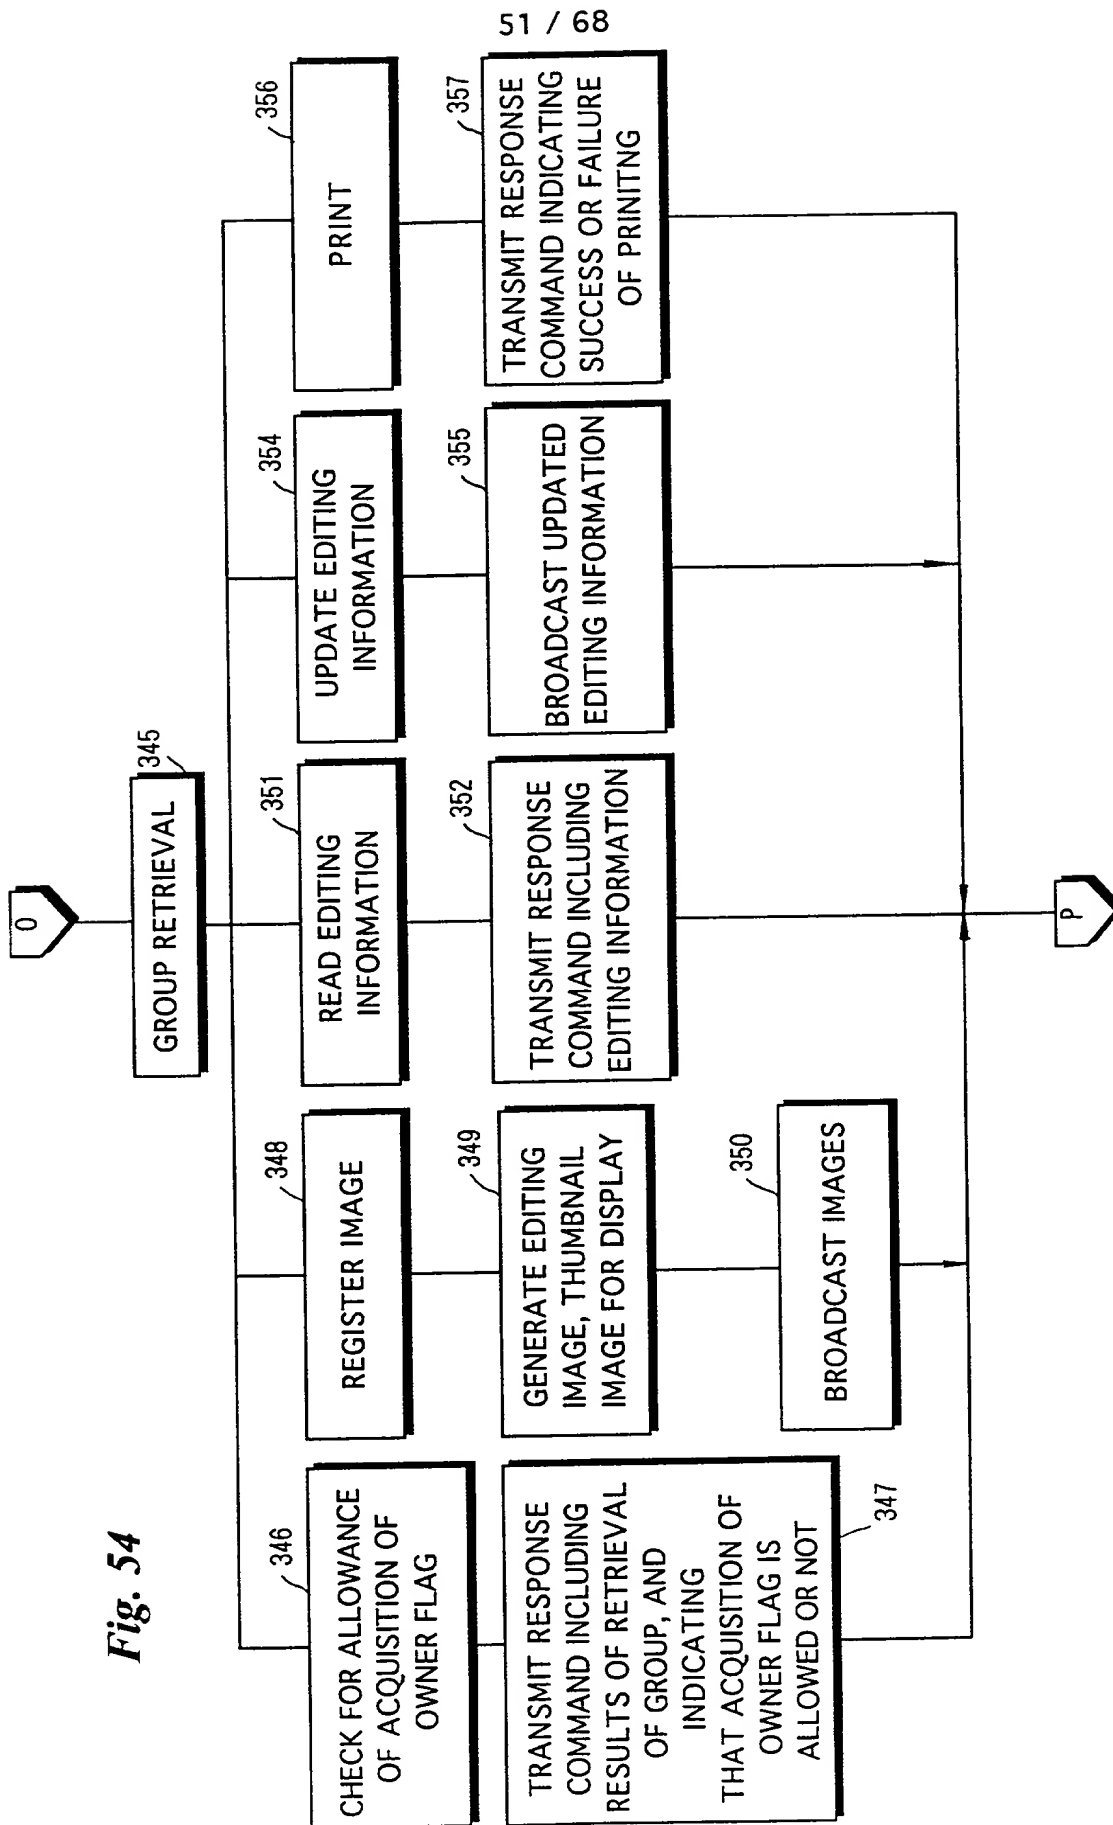 51 / 68
Fig. 54
O
GROUP RETRIEVAL
345
CHECK FOR ALLOWANCE
OF ACQUISITION OF
OWNER FLAG
346
TRANSMIT RESPONSE
COMMAND INCLUDING
RESULTS OF RETRIEVAL
OF GROUP, AND
INDICATING
THAT ACQUISITION OF
OWNER FLAG IS
ALLOWED OR NOT
347
REGISTER IMAGE
348
GENERATE EDITING
IMAGE, THUMBNAIL
IMAGE FOR DISPLAY
349
BROADCAST IMAGES
350
READ EDITING
INFORMATION
351
TRANSMIT RESPONSE
COMMAND INCLUDING
EDITING INFORMATION
352
UPDATE EDITING
INFORMATION
354
BROADCAST UPDATED
EDITING INFORMATION
355
PRINT
356
TRANSMIT RESPONSE
COMMAND INDICATING
SUCCESS OR FAILURE
OF PRINITNG
357
P